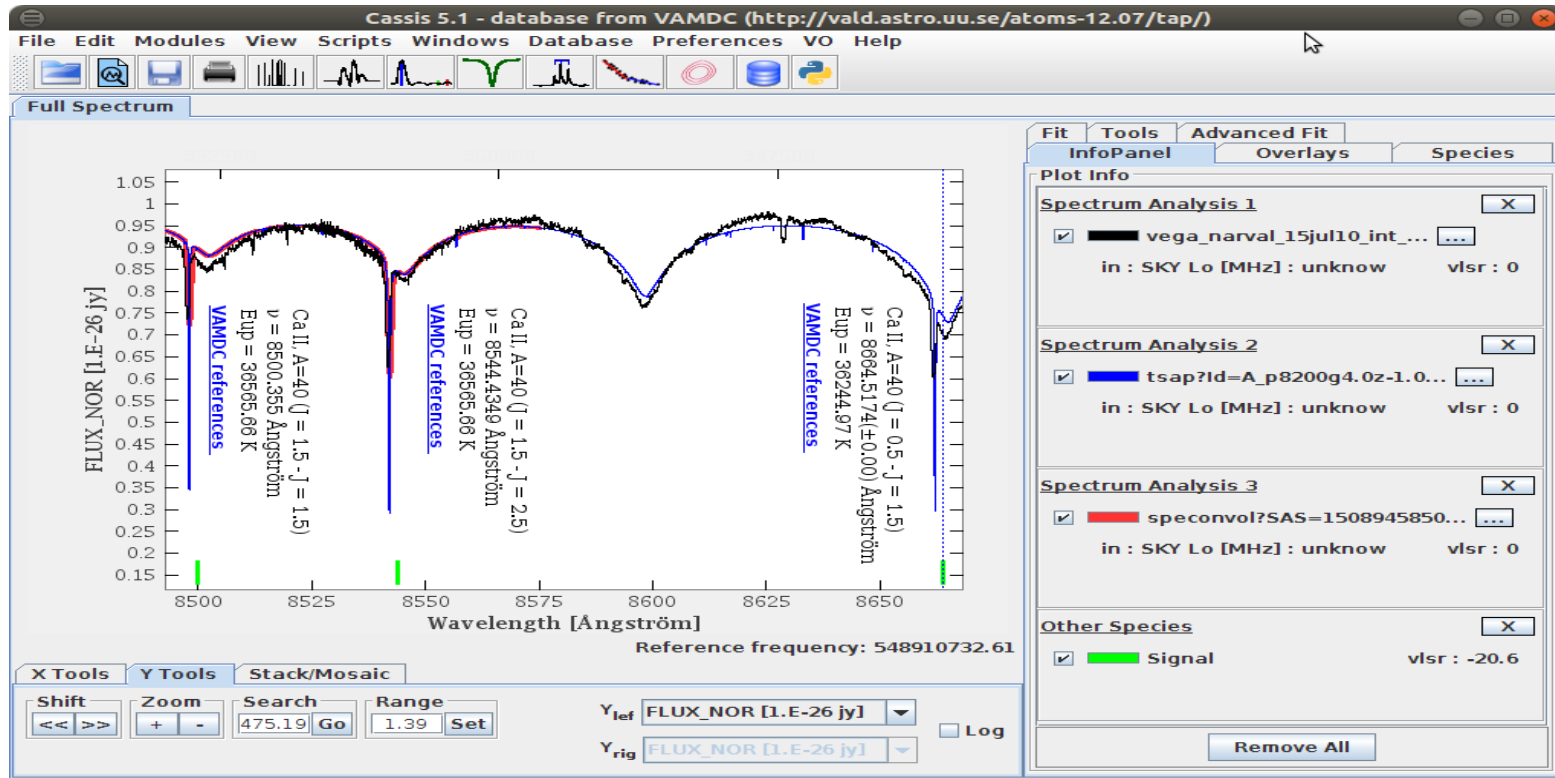 Cassis 5.1 - database from VAMDC (http://vald.astro.uu.se/atoms-12.07/tap/)
File Edit Modules View Scripts Windows Database Preferences VO Help
Full Spectrum
1.05
1
0.95
0.9
0.85
0.8
0.75
0.7
0.65
0.6
0.55
0.5
0.45
0.4
0.35
0.3
0.25
0.2
0.15
FLUX_NOR [1.E-26 jy]
Ca II, A=40 (J = 1.5 - J = 1.5)
ν = 8500.355 Ångström
Eup = 36565.66 K
VAMDC references
Ca II, A=40 (J = 1.5 - J = 2.5)
ν = 8544.4349 Ångström
Eup = 36565.66 K
VAMDC references
Ca II, A=40 (J = 0.5 - J = 1.5)
ν = 8664.5174(±0.00) Ångström
Eup = 36244.97 K
VAMDC references
8500 8525 8550 8575 8600 8625 8650
Wavelength [Ångström]
Reference frequency: 548910732.61
X Tools Y Tools Stack/Mosaic
Shift Zoom Search Range
<< >> + - 475.19 Go 1.39 Set
Ylef FLUX_NOR [1.E-26 jy]
Yrig FLUX_NOR [1.E-26 jy]
Log
Fit Tools Advanced Fit
InfoPanel Overlays Species
Plot Info
Spectrum Analysis 1 X
vega_narval_15jul10_int_... ...
in : SKY Lo [MHz] : unknow vlsr : 0
Spectrum Analysis 2 X
tsap?Id=A_p8200g4.0z-1.0... ...
in : SKY Lo [MHz] : unknow vlsr : 0
Spectrum Analysis 3 X
speconvol?SAS=1508945850... ...
in : SKY Lo [MHz] : unknow vlsr : 0
Other Species X
Signal vlsr : -20.6
Remove All